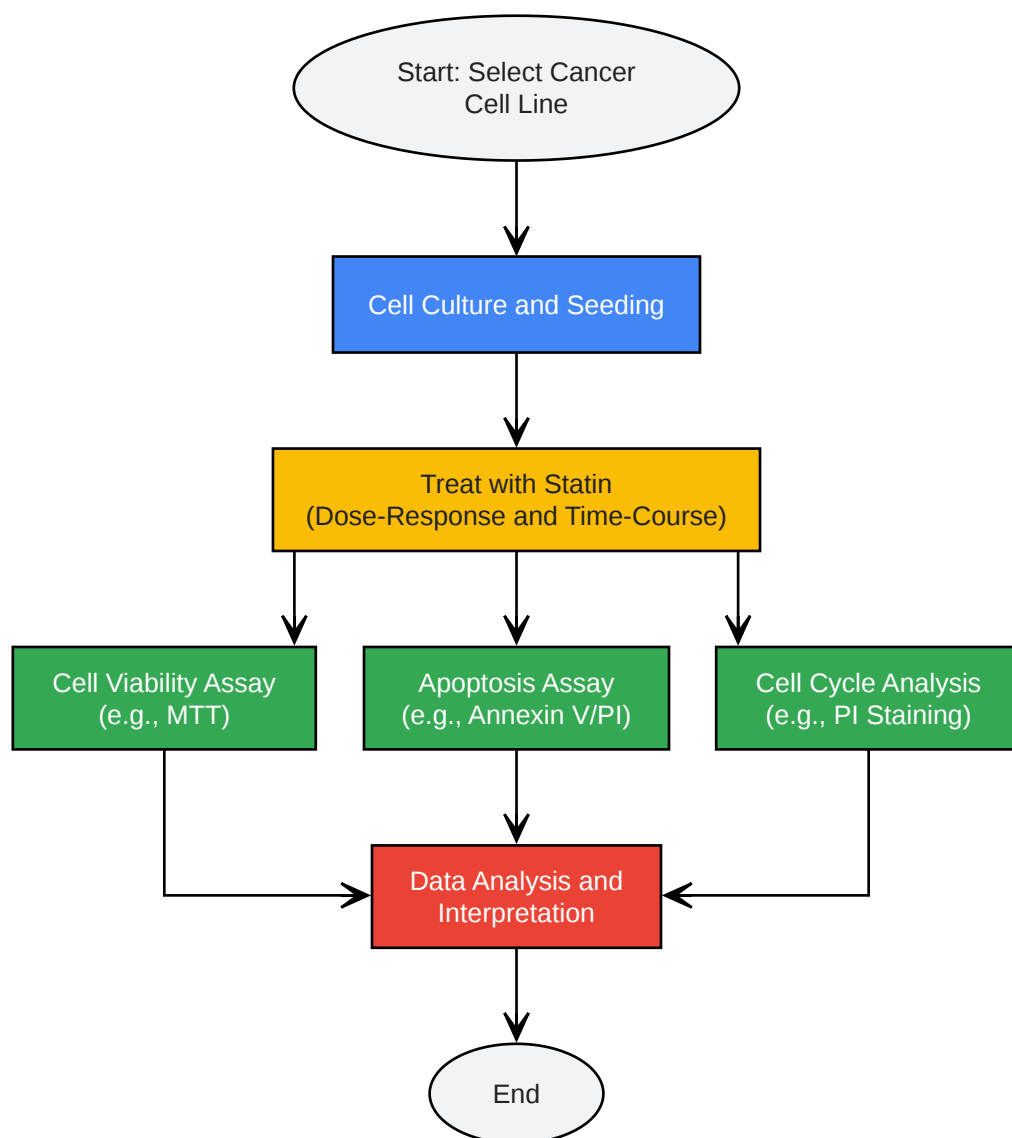 Start: Select Cancer
Cell Line
Cell Culture and Seeding
Treat with Statin
(Dose-Response and Time-Course)
Cell Viability Assay
(e.g., MTT)
Apoptosis Assay
(e.g., Annexin V/PI)
Cell Cycle Analysis
(e.g., PI Staining)
Data Analysis and
Interpretation
End